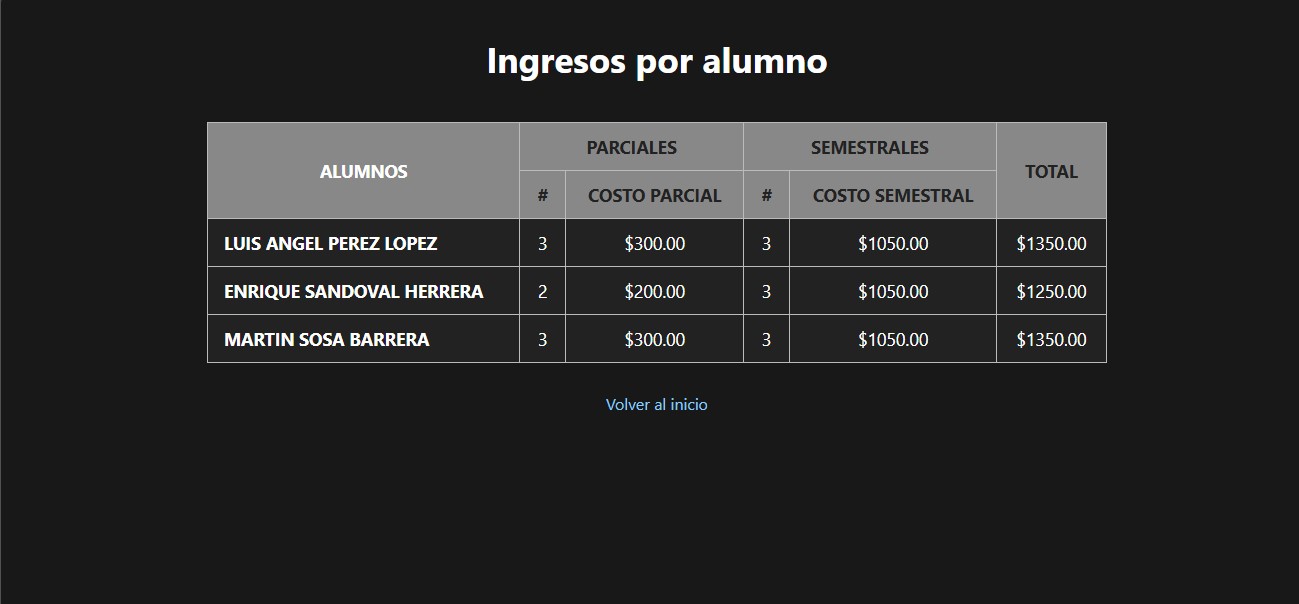 Ingresos por alumno
ALUMNOS PARCIALES SEMESTRALES TOTAL
# COSTO PARCIAL # COSTO SEMESTRAL
LUIS ANGEL PEREZ LOPEZ 3 $300.00 3 $1050.00 $1350.00
ENRIQUE SANDOVAL HERRERA 2 $200.00 3 $1050.00 $1250.00
MARTIN SOSA BARRERA 3 $300.00 3 $1050.00 $1350.00
Volver al inicio